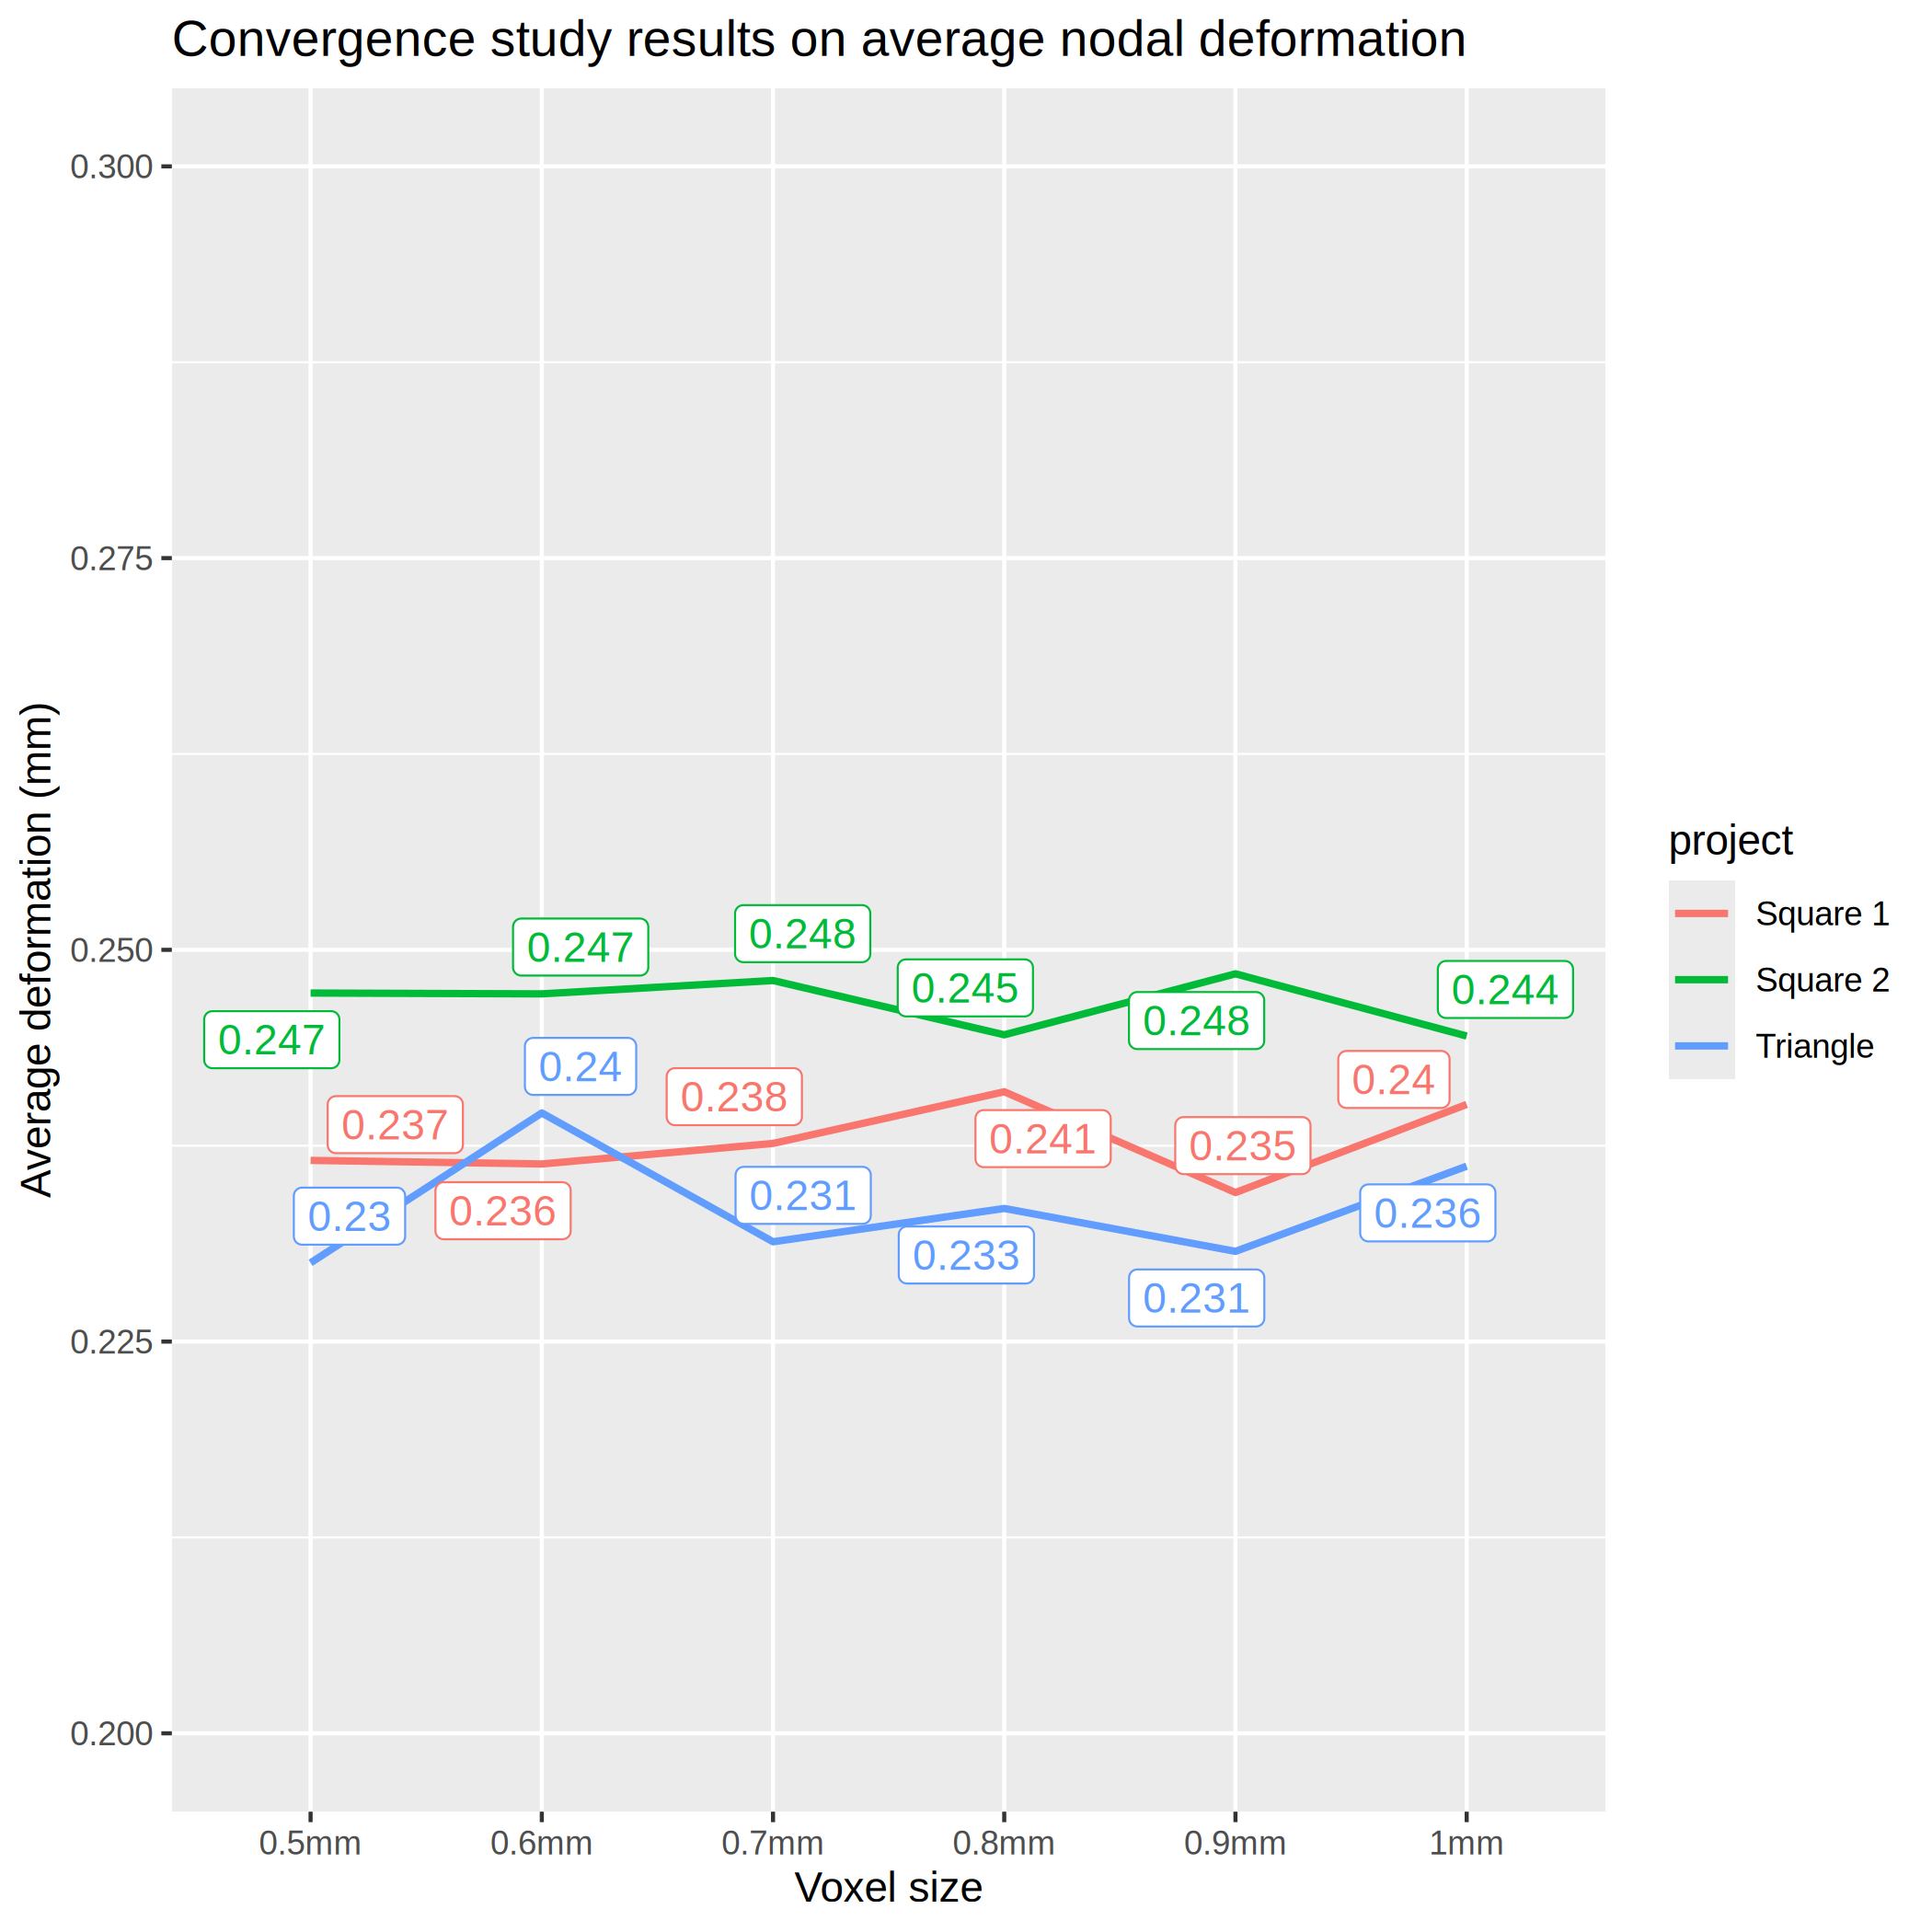 Convergence study results on average nodal deformation
Average deformation (mm)
0.300
0.275
0.250
0.225
0.200
0.247
0.247
0.248
0.245
0.248
0.244
0.237
0.236
0.238
0.241
0.235
0.24
0.23
0.24
0.231
0.233
0.231
0.236
0.5mm 0.6mm 0.7mm 0.8mm 0.9mm 1mm
Voxel size
project
Square 1
Square 2
Triangle